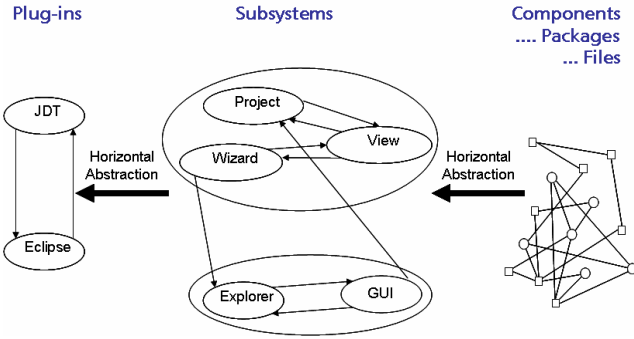 Plug-ins
Subsystems
Components
.... Packages
... Files
JDT
Eclipse
Horizontal
Abstraction
Project
View
Wizard
Explorer
GUI
Horizontal
Abstraction